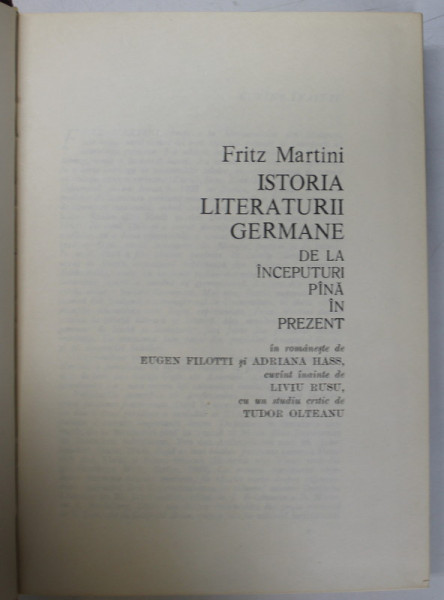 Fritz Martini
ISTORIA
LITERATURII
GERMANE
DE LA
ÎNCEPUTURI
PÎNĂ
ÎN
PREZENT
în românește de
EUGEN FILOTTI și ADRIANA HASS,
cuvînt înainte de
LIVIU RUSU,
cu un studiu critic de
TUDOR OLTEANU